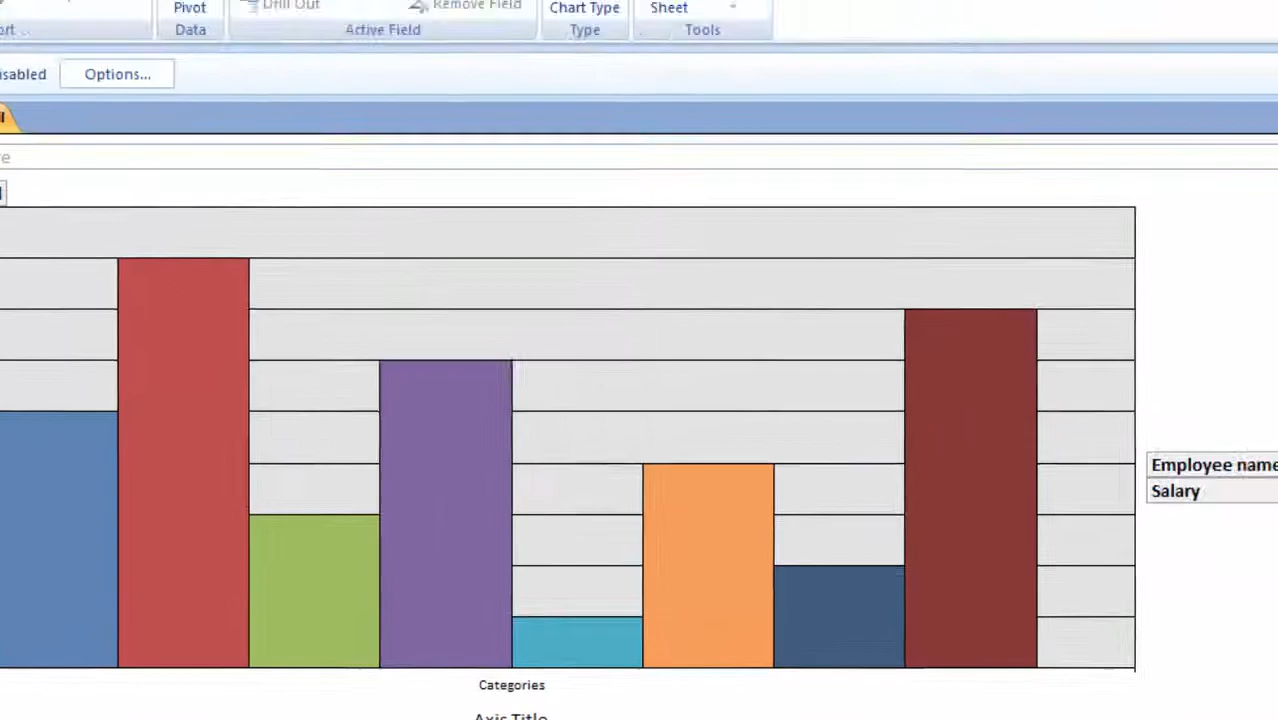 Pivot
Drill Out
Remove Field
Chart Type
Sheet
Data
Active Field
Type
Tools
Options...
Employee name
Salary
Categories
Axis Title